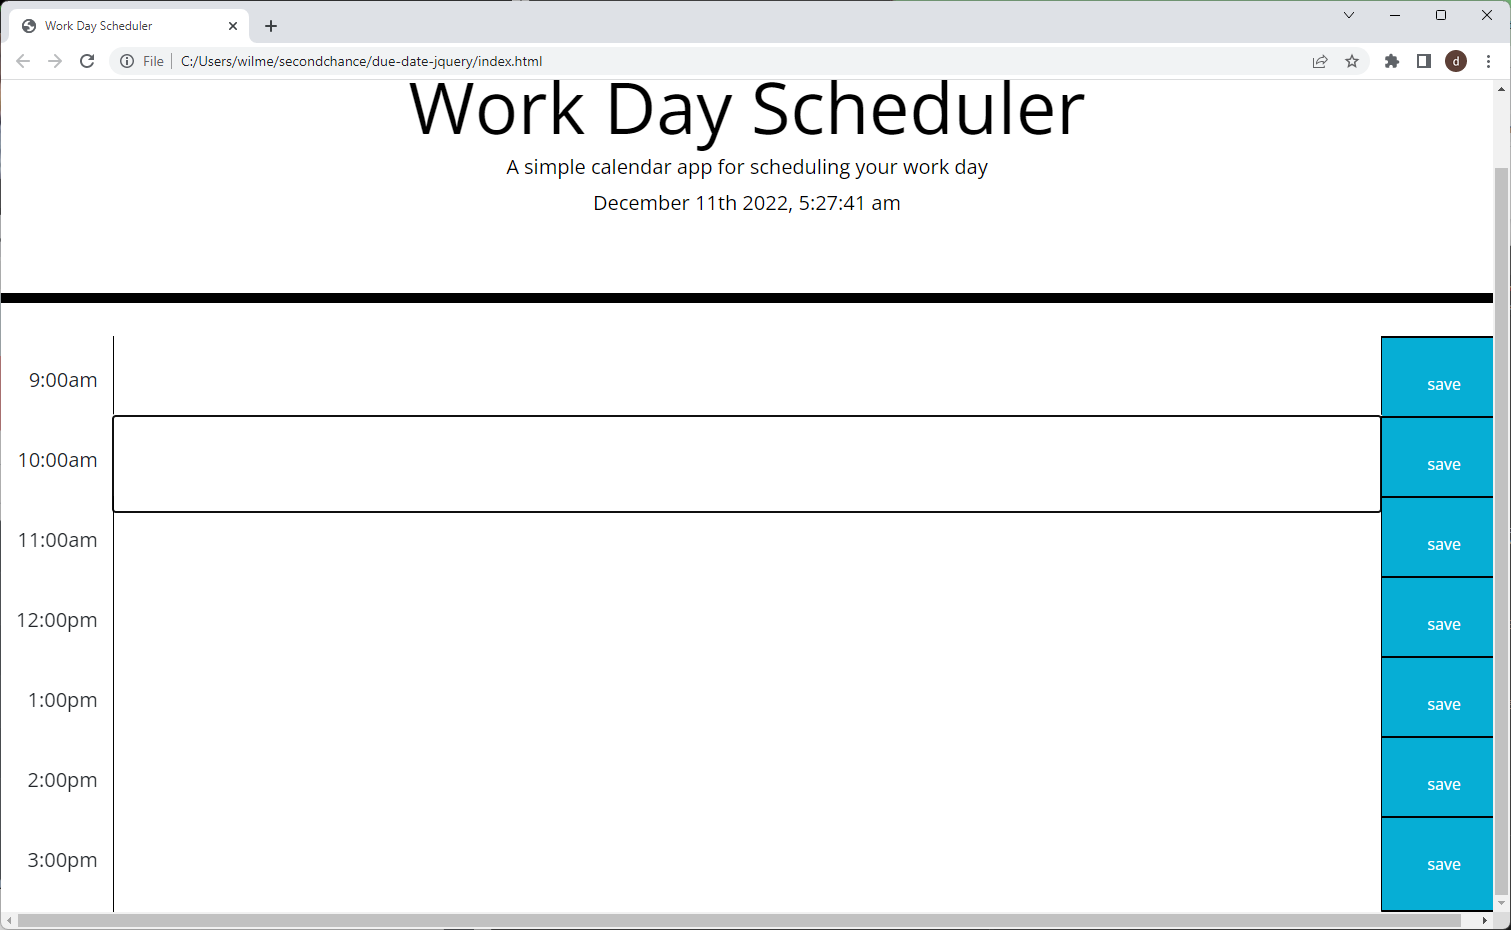 Work Day Scheduler
File C:/Users/wilme/secondchance/due-date-jquery/index.html
d
Work Day Scheduler
A simple calendar app for scheduling your work day
December 11th 2022, 5:27:41 am
9:00am save
10:00am save
11:00am save
12:00pm save
1:00pm save
2:00pm save
3:00pm save